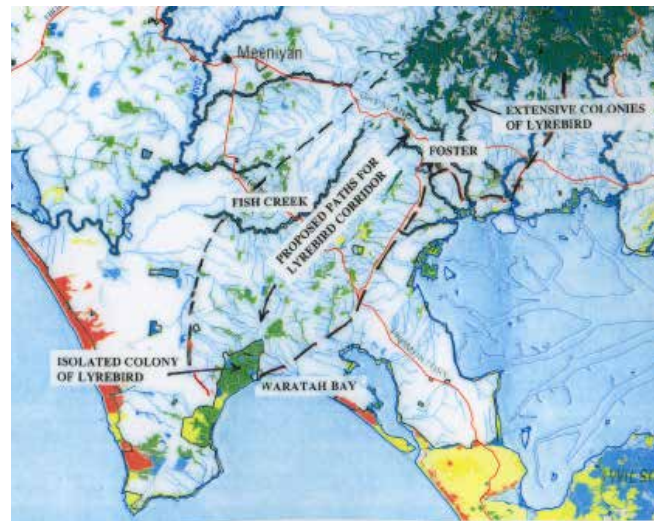 Meeniyan
EXTENSIVE COLONIES
OF LYREBIRD
FOSTER
FISH CREEK
PROPOSED PATHS FOR
LYREBIRD CORRIDOR
ISOLATED COLONY
OF LYREBIRD
WARATAH BAY